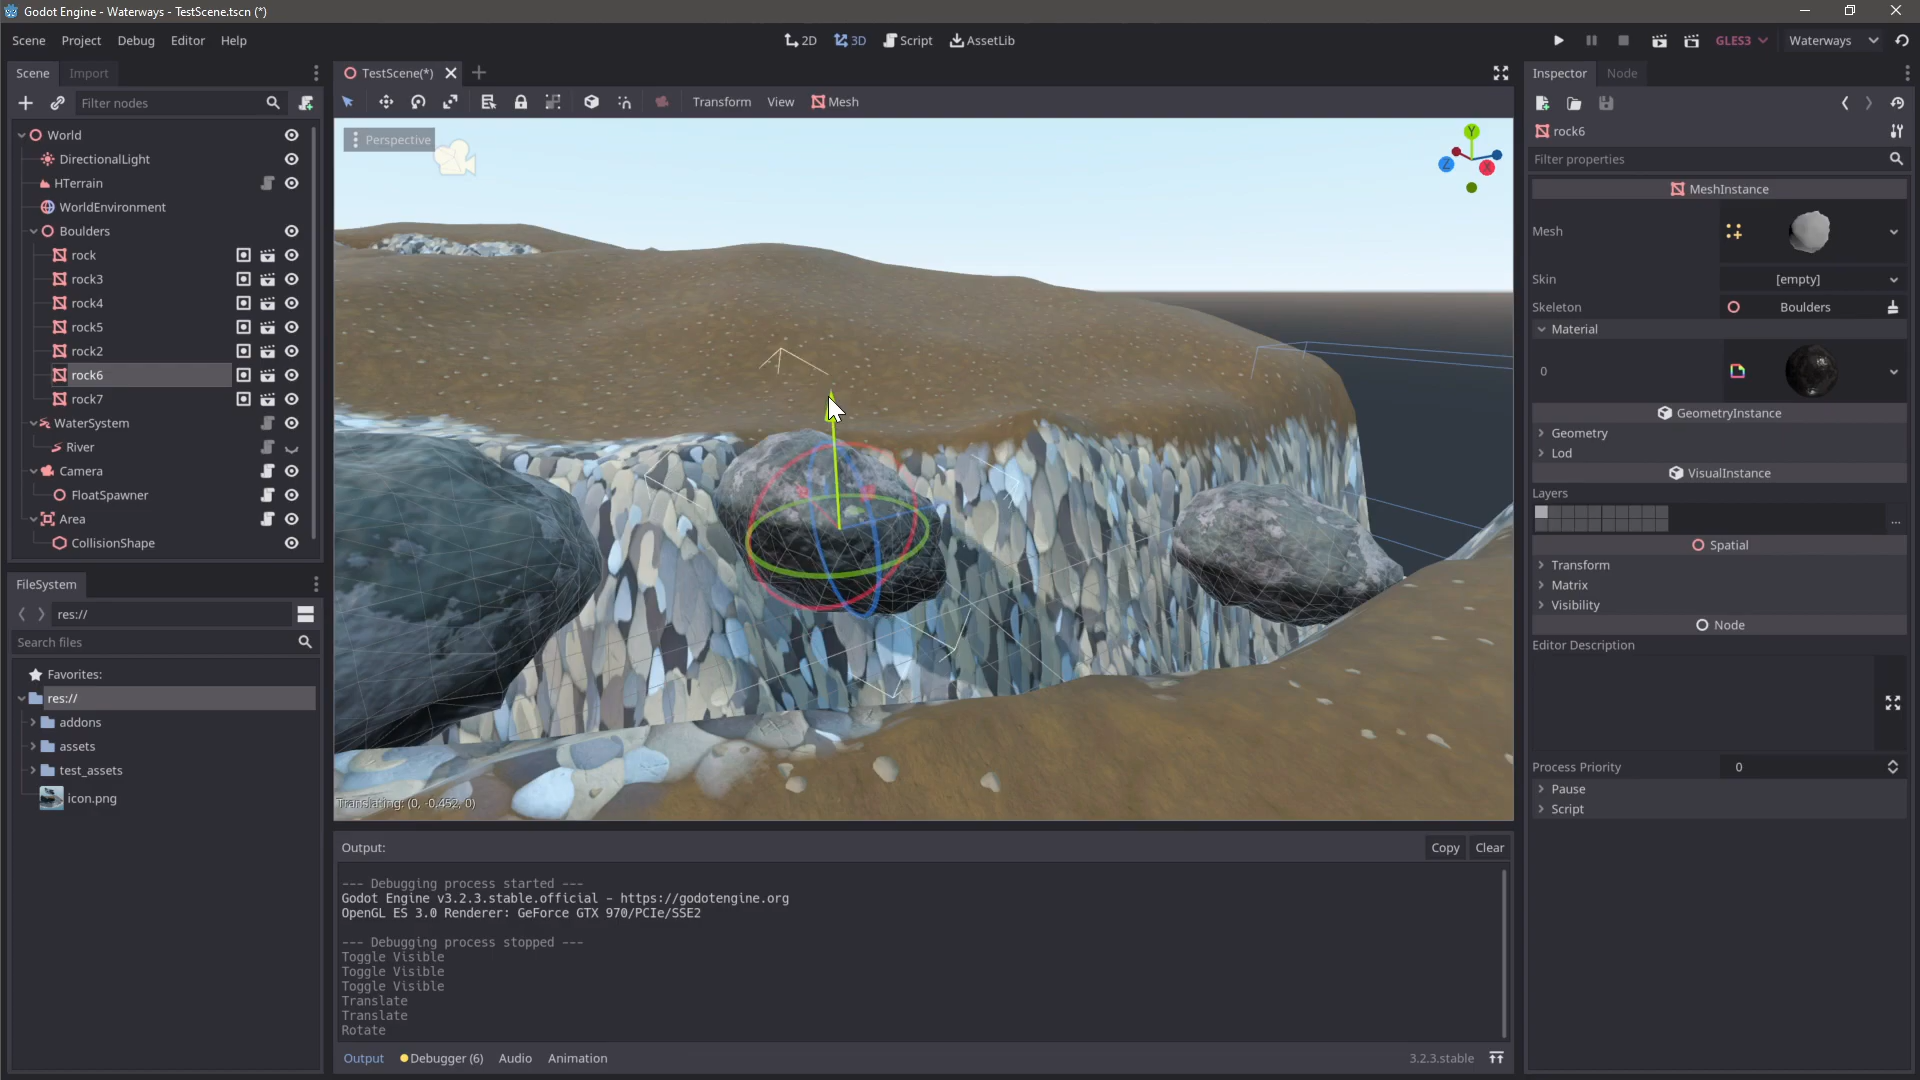 Godot Engine - Waterways - TestScene.tscn (*)
Scene Project Debug Editor Help
2D 3D Script AssetLib
GLES3 Waterways
Scene Import
Filter nodes
World
DirectionalLight
HTerrain
WorldEnvironment
Boulders
rock
rock3
rock4
rock5
rock2
rock6
rock7
WaterSystem
River
Camera
FloatSpawner
Area
CollisionShape
FileSystem
res://
Search files
Favorites:
res://
addons
assets
test_assets
icon.png
TestScene(*)
Transform View Mesh
Perspective
Y
Z
X
Translating: (0, -0.452, 0)
Output:
Copy Clear
--- Debugging process started ---
Godot Engine v3.2.3.stable.official - https://godotengine.org
OpenGL ES 3.0 Renderer: GeForce GTX 970/PCIe/SSE2
--- Debugging process stopped ---
Toggle Visible
Toggle Visible
Toggle Visible
Translate
Translate
Rotate
Output Debugger (6) Audio Animation
3.2.3.stable
Inspector Node
rock6
Filter properties
MeshInstance
Mesh
Skin [empty]
Skeleton Boulders
Material
0
GeometryInstance
Geometry
Lod
VisualInstance
Layers
...
Spatial
Transform
Matrix
Visibility
Node
Editor Description
Process Priority 0
Pause
Script